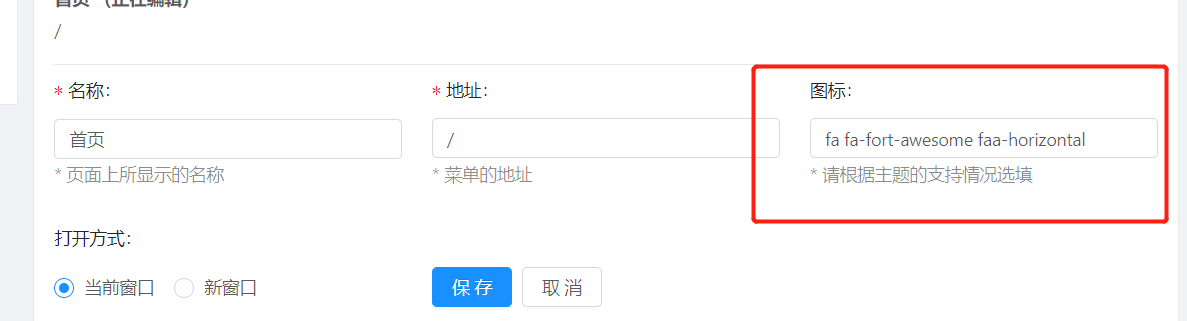 首页 （正在编辑）
/
* 名称:
* 地址:
图标:
首页
/
fa fa-fort-awesome faa-horizontal
* 页面上所显示的名称
* 菜单的地址
* 请根据主题的支持情况选填
打开方式:
当前窗口
新窗口
保 存
取 消